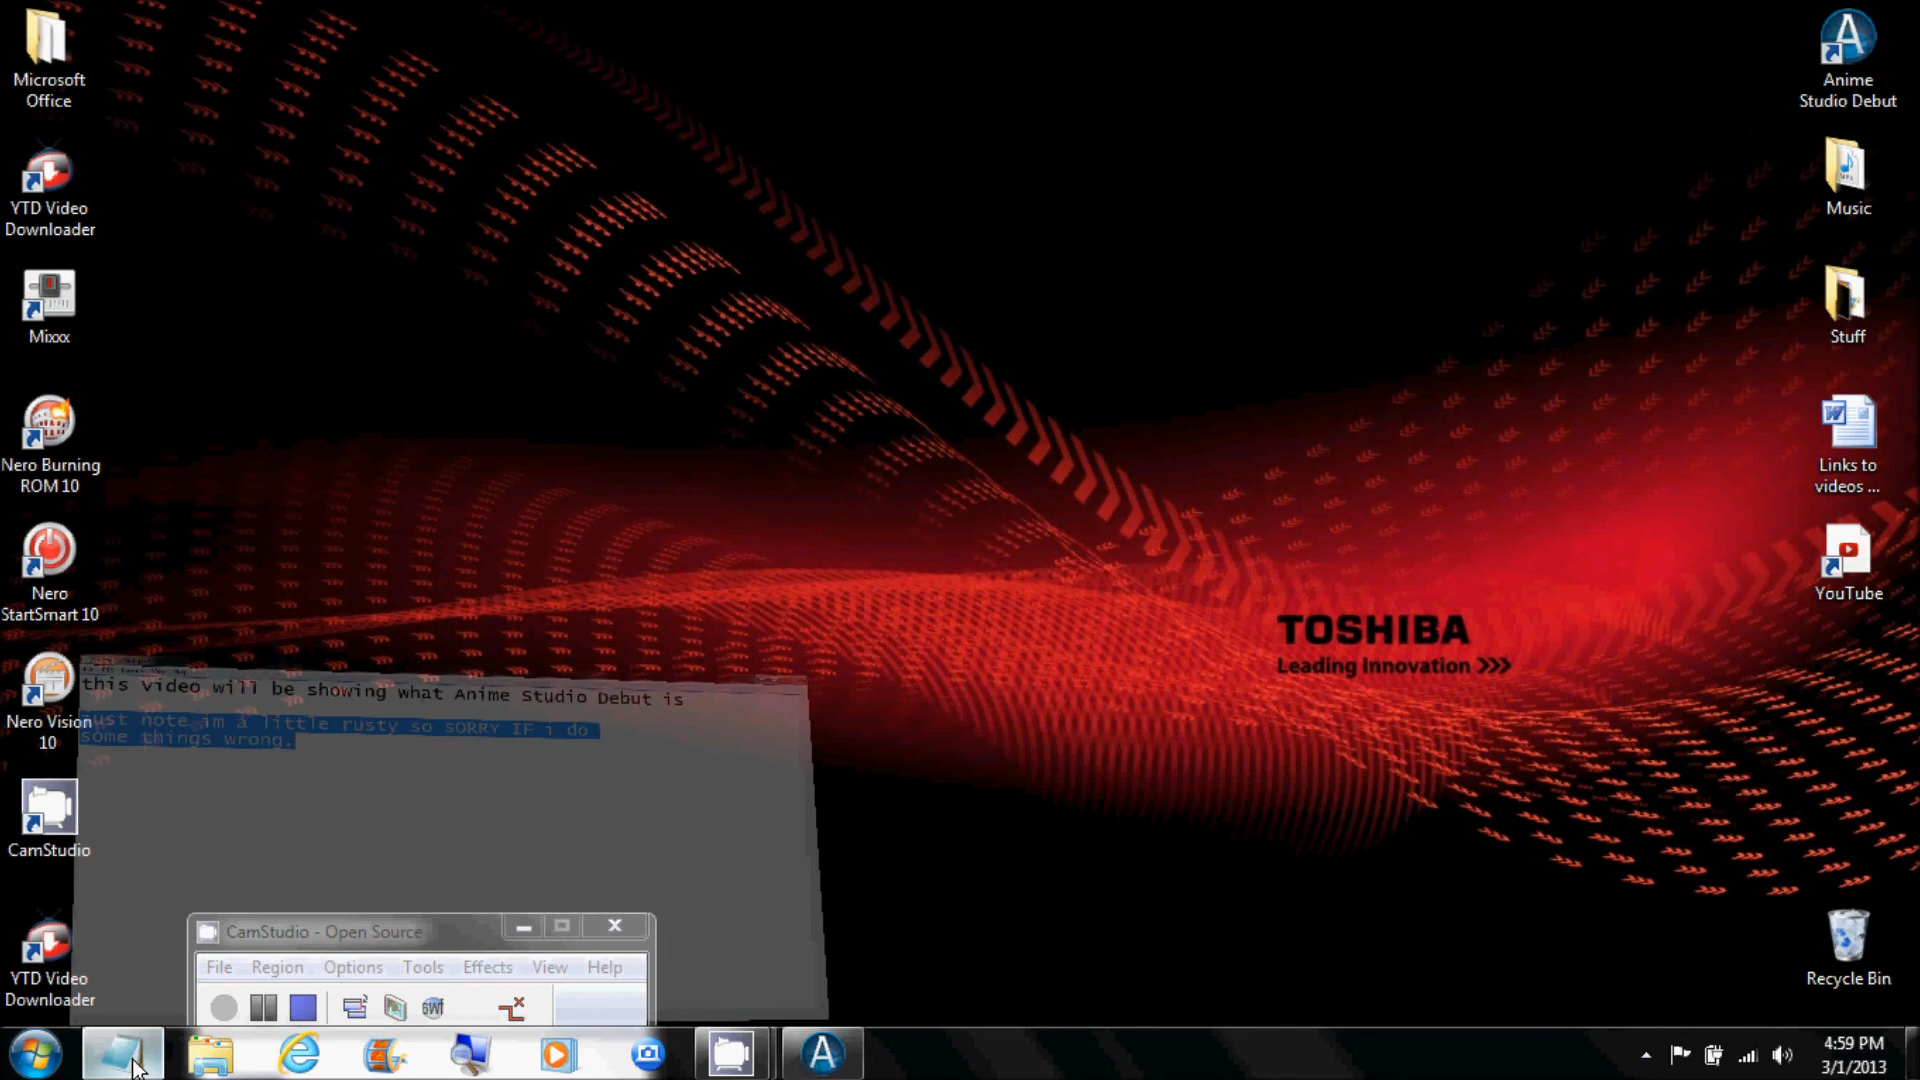 Microsoft
Office
YTD Video
Downloader
Mixxx
Nero Burning
ROM 10
Nero
StartSmart 10
Nero Vision
10
CamStudio
YTD Video
Downloader
this video will be showing what Anime Studio Debut is
just note im a little rusty so SORRY IF i do
some things wrong.
CamStudio - Open Source
File Region Options Tools Effects View Help
SWF
TOSHIBA
Leading Innovation >>>
Anime
Studio Debut
Music
Stuff
Links to
videos ...
YouTube
Recycle Bin
4:59 PM
3/1/2013